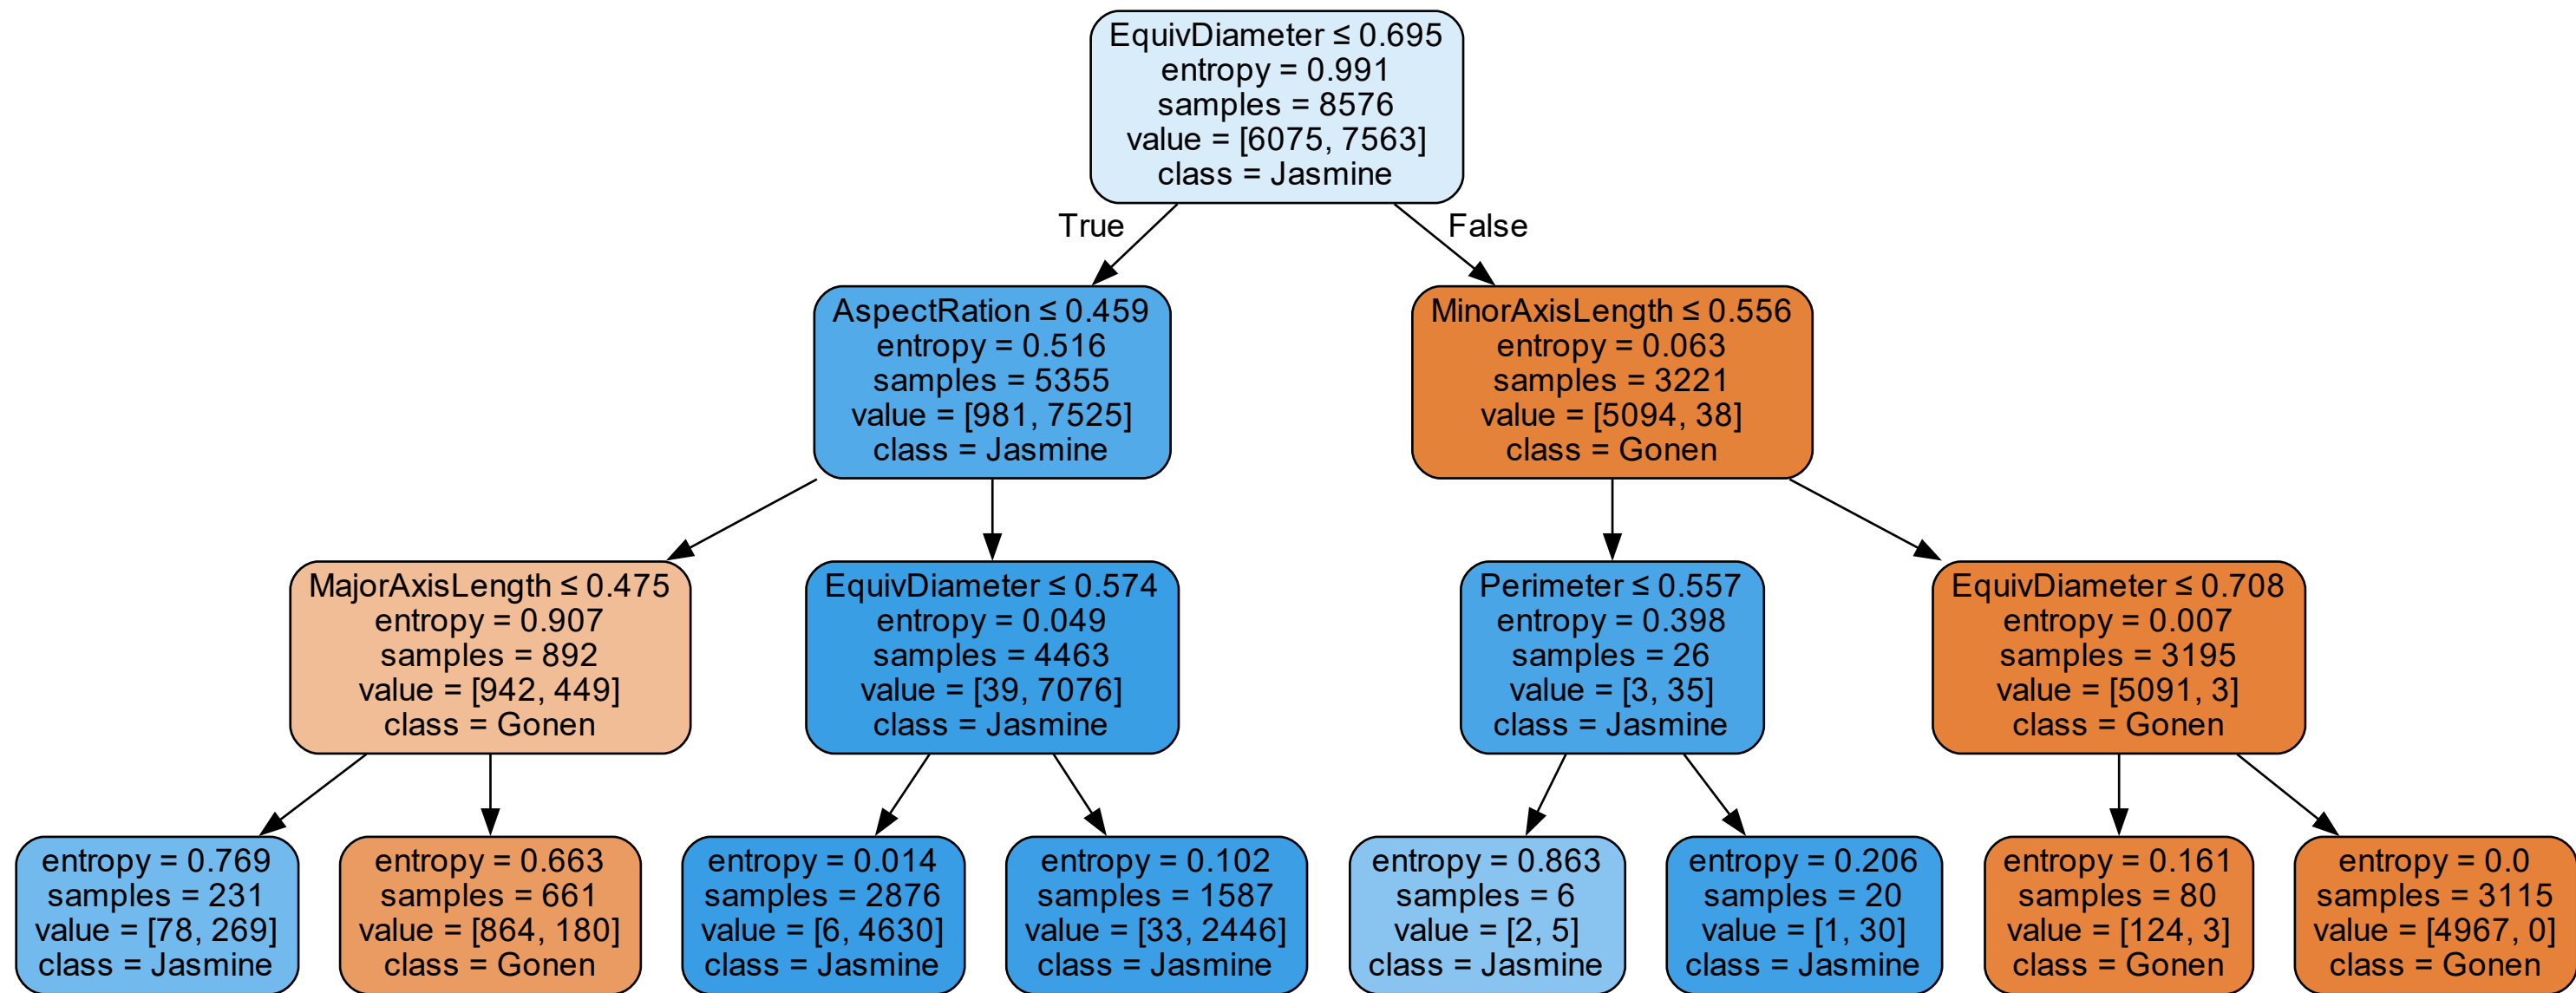 EquivDiameter ≤ 0.695
entropy = 0.991
samples = 8576
value = [6075, 7563]
class = Jasmine
True
False
AspectRation ≤ 0.459
entropy = 0.516
samples = 5355
value = [981, 7525]
class = Jasmine
MinorAxisLength ≤ 0.556
entropy = 0.063
samples = 3221
value = [5094, 38]
class = Gonen
MajorAxisLength ≤ 0.475
entropy = 0.907
samples = 892
value = [942, 449]
class = Gonen
EquivDiameter ≤ 0.574
entropy = 0.049
samples = 4463
value = [39, 7076]
class = Jasmine
Perimeter ≤ 0.557
entropy = 0.398
samples = 26
value = [3, 35]
class = Jasmine
EquivDiameter ≤ 0.708
entropy = 0.007
samples = 3195
value = [5091, 3]
class = Gonen
entropy = 0.769
samples = 231
value = [78, 269]
class = Jasmine
entropy = 0.663
samples = 661
value = [864, 180]
class = Gonen
entropy = 0.014
samples = 2876
value = [6, 4630]
class = Jasmine
entropy = 0.102
samples = 1587
value = [33, 2446]
class = Jasmine
entropy = 0.863
samples = 6
value = [2, 5]
class = Jasmine
entropy = 0.206
samples = 20
value = [1, 30]
class = Jasmine
entropy = 0.161
samples = 80
value = [124, 3]
class = Gonen
entropy = 0.0
samples = 3115
value = [4967, 0]
class = Gonen